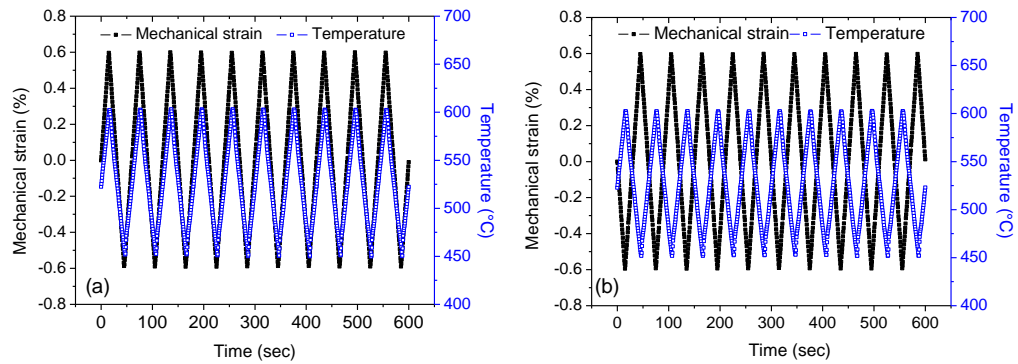 Mechanical strain Temperature
0.8
0.6
0.4
0.2
0.0
-0.2
-0.4
-0.6
-0.8
Mechanical strain (%)
700
650
600
550
500
450
400
Temperature (°C)
(a)
0 100 200 300 400 500 600
Time (sec)
Mechanical strain Temperature
0.8
0.6
0.4
0.2
0.0
-0.2
-0.4
-0.6
-0.8
Mechanical strain (%)
700
650
600
550
500
450
400
Temperature (°C)
(b)
0 100 200 300 400 500 600
Time (sec)